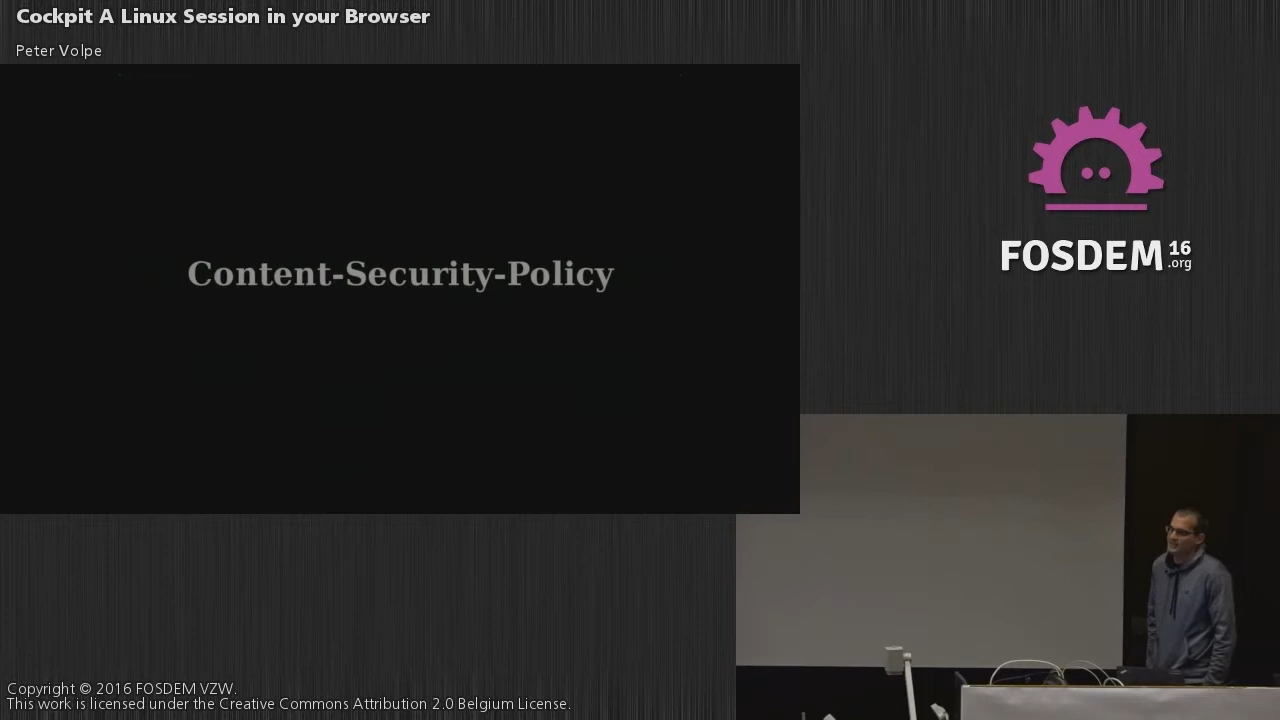 Cockpit A Linux Session in your Browser
Peter Volpe
Content-Security-Policy
FOSDEM 16
.org
Copyright © 2016 FOSDEM VZW.
This work is licensed under the Creative Commons Attribution 2.0 Belgium License.